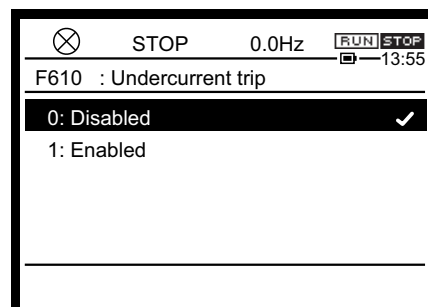 STOP 0.0Hz RUN STOP
13:55
F610 : Undercurrent trip
0: Disabled
1: Enabled